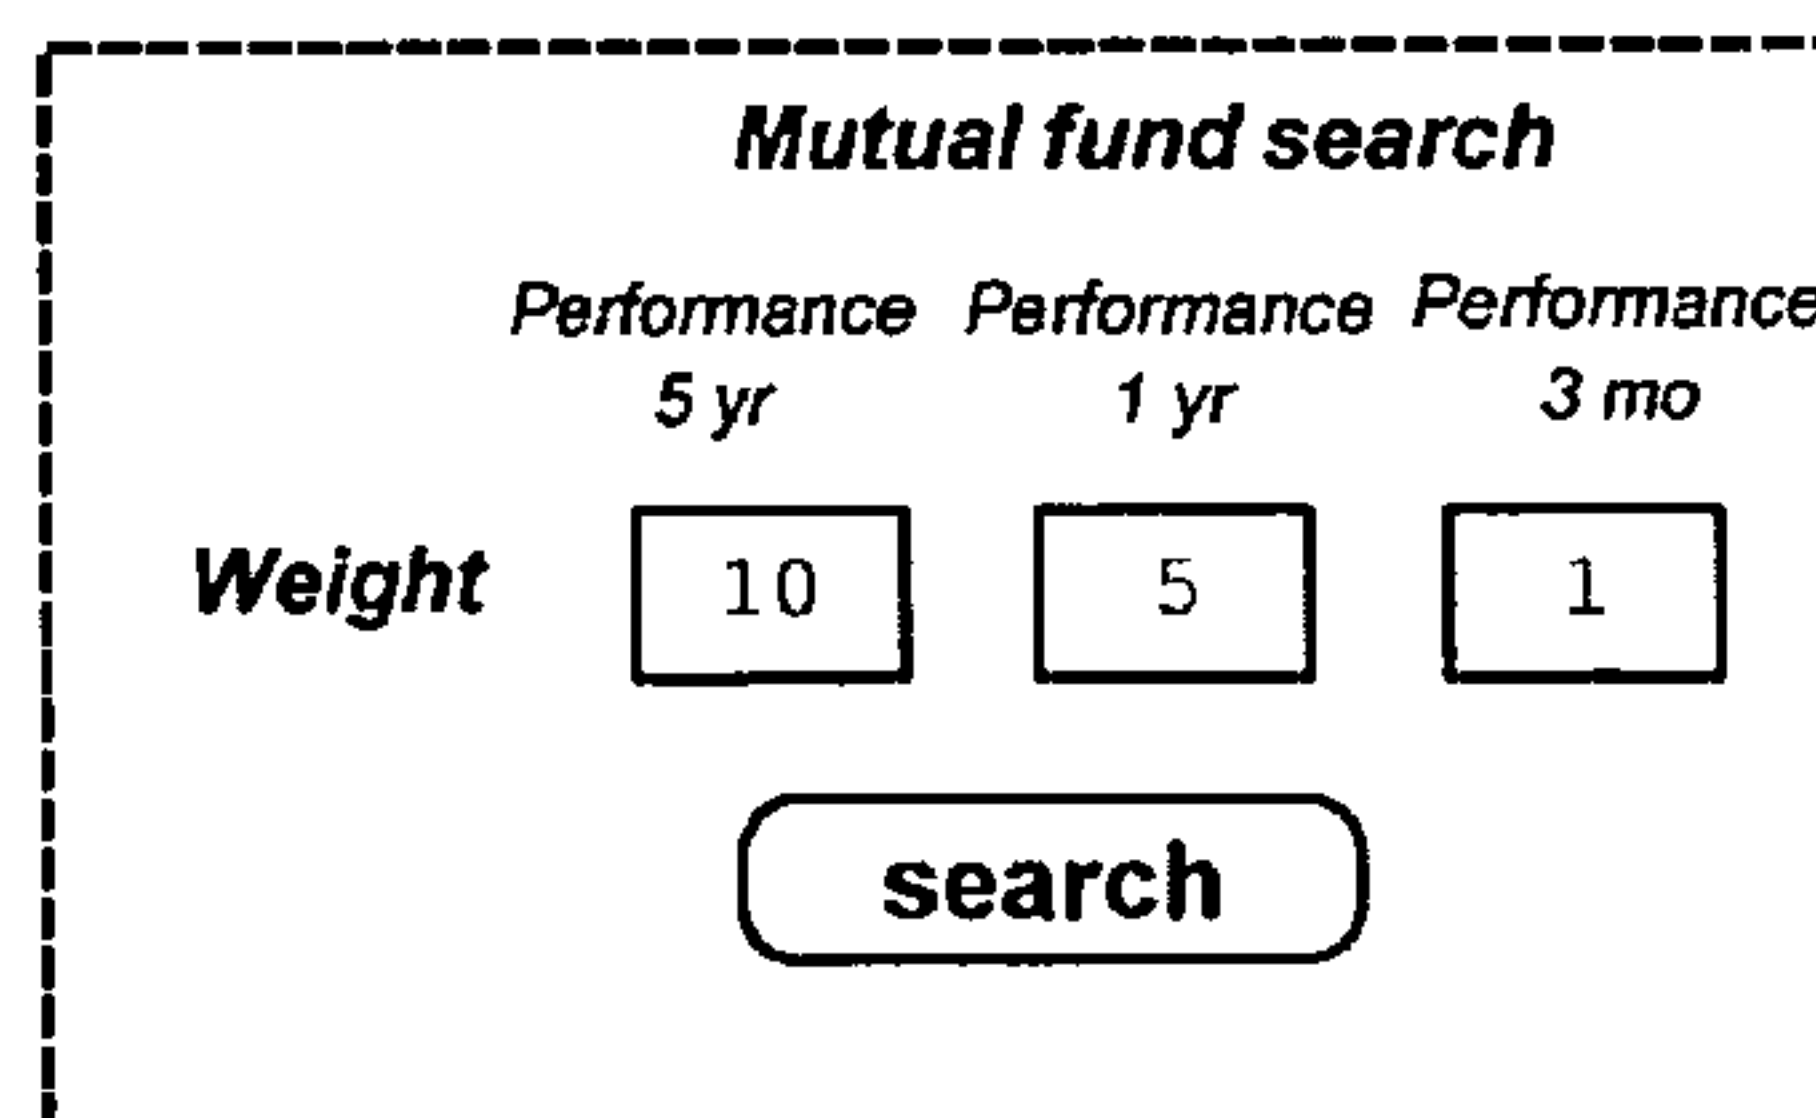 Mutual fund search
Performance Performance Performance
5 yr 1 yr 3 mo
Weight 10 5 1
search